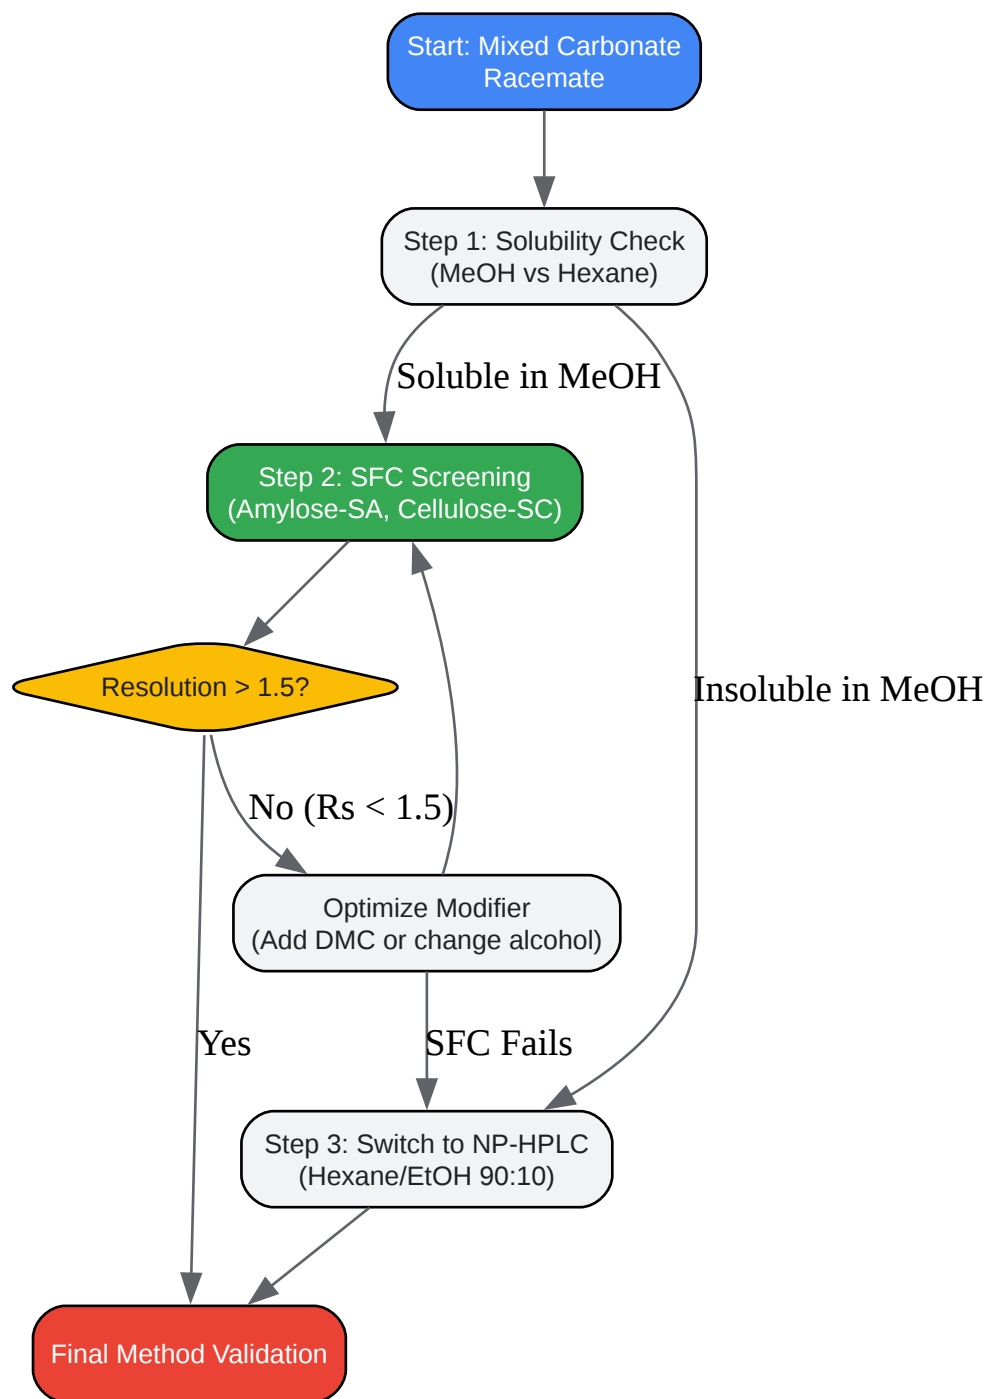 Start: Mixed Carbonate
Racemate
Step 1: Solubility Check
(MeOH vs Hexane)
Soluble in MeOH
Step 2: SFC Screening
(Amylose-SA, Cellulose-SC)
Resolution > 1.5?
Insoluble in MeOH
No (Rs < 1.5)
Optimize Modifier
(Add DMC or change alcohol)
Yes
SFC Fails
Step 3: Switch to NP-HPLC
(Hexane/EtOH 90:10)
Final Method Validation